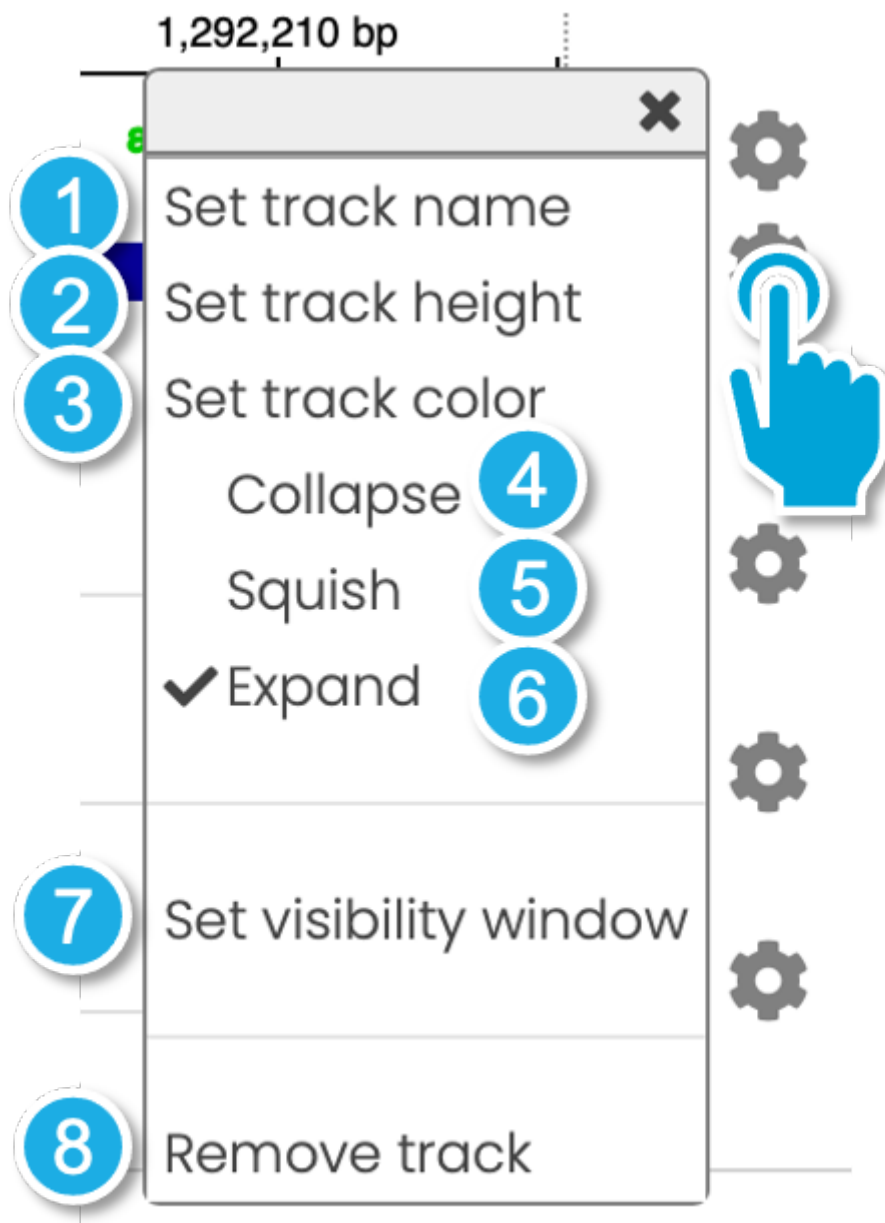 1,292,210 bp
1 Set track name
2 Set track height
3 Set track color
Collapse 4
Squish 5
Expand 6
7 Set visibility window
8 Remove track